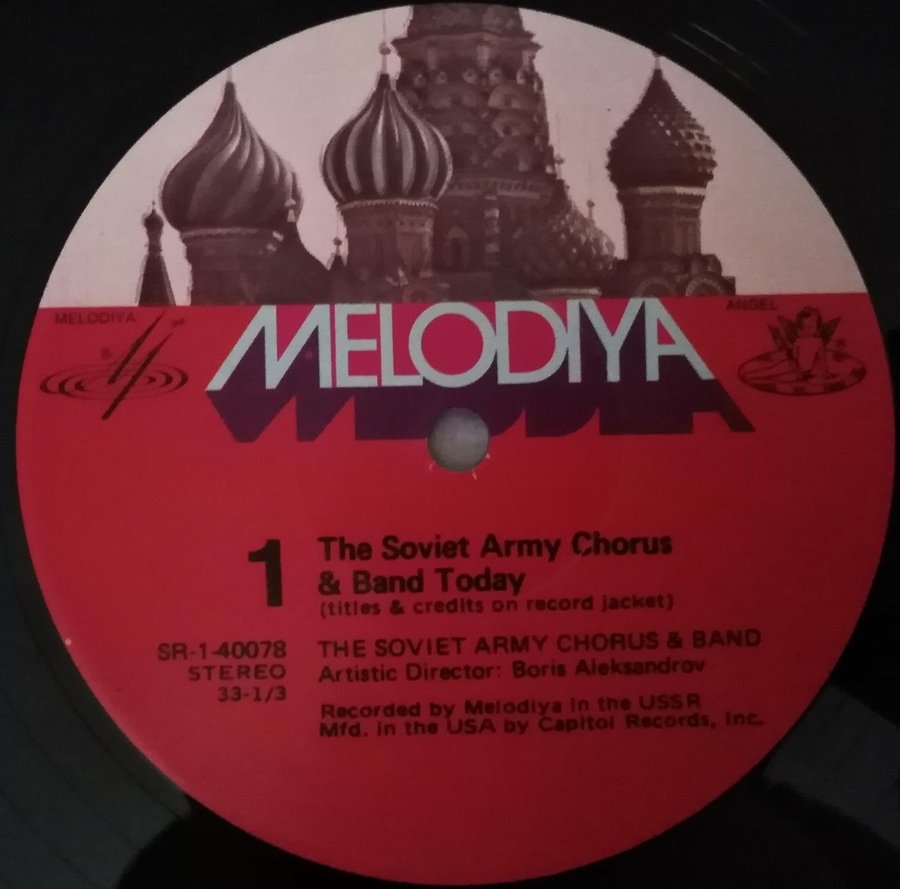 MELODIYA
ANGEL
®
MELODIYA
1
The Soviet Army Chorus
& Band Today
(titles & credits on record jacket)
SR-1-40078
STEREO
33-1/3
THE SOVIET ARMY CHORUS & BAND
Artistic Director: Boris Aleksandrov
Recorded by Melodiya in the USSR
Mfd. in the USA by Capitol Records, Inc.